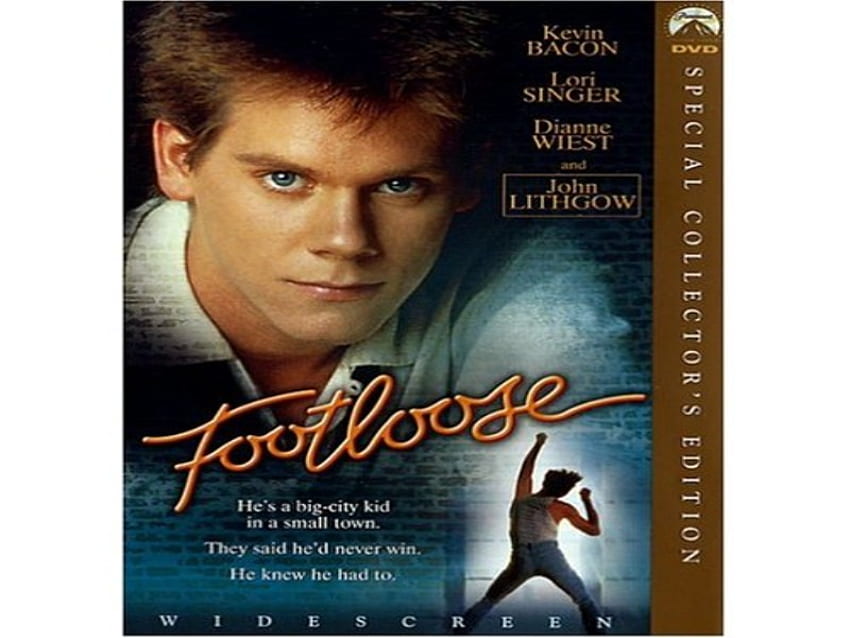 Kevin
BACON
Lori
SINGER
Dianne
WIEST
and
John
LITHGOW
Paramount
DVD
SPECIAL COLLECTOR'S EDITION
Footloose
He's a big-city kid
in a small town.
They said he'd never win.
He knew he had to.
WIDESCREEN